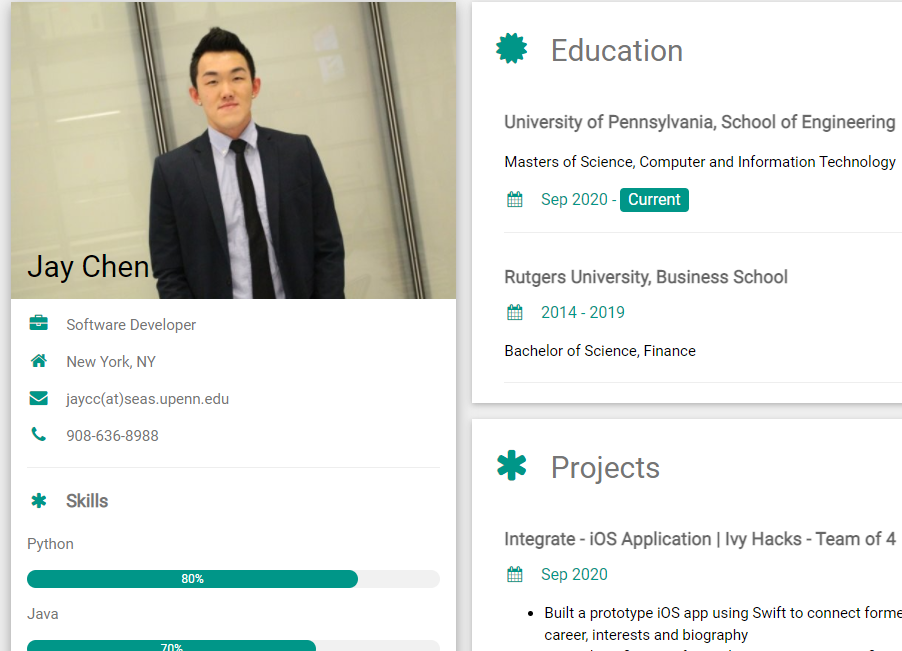 Jay Chen
Software Developer
New York, NY
jaycc(at)seas.upenn.edu
908-636-8988
Skills
Python
80%
Java
70%
Education
University of Pennsylvania, School of Engineering
Masters of Science, Computer and Information Technology
Sep 2020 - Current
Rutgers University, Business School
2014 - 2019
Bachelor of Science, Finance
Projects
Integrate - iOS Application | Ivy Hacks - Team of 4
Sep 2020
Built a prototype iOS app using Swift to connect forme
career, interests and biography